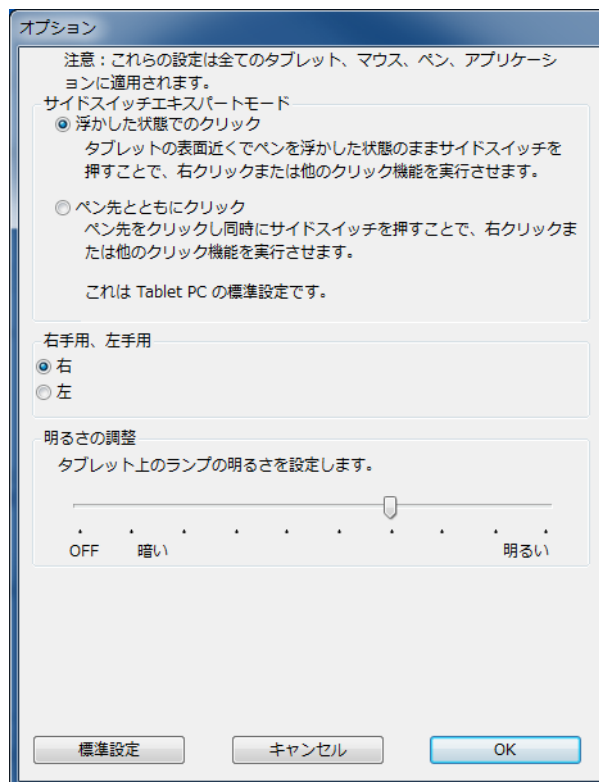 オプション
注意：これらの設定は全てのタブレット、マウス、ペン、アプリケーシ
ョンに適用されます。
サイドスイッチエキスパートモード
浮かした状態でのクリック
タブレットの表面近くでペンを浮かした状態のままサイドスイッチを
押すことで、右クリックまたは他のクリック機能を実行させます。
ペン先とともにクリック
ペン先をクリックし同時にサイドスイッチを押すことで、右クリックま
たは他のクリック機能を実行させます。
これは Tablet PC の標準設定です。
右手用、左手用
右
左
明るさの調整
タブレット上のランプの明るさを設定します。
OFF 暗い 明るい
標準設定 キャンセル OK